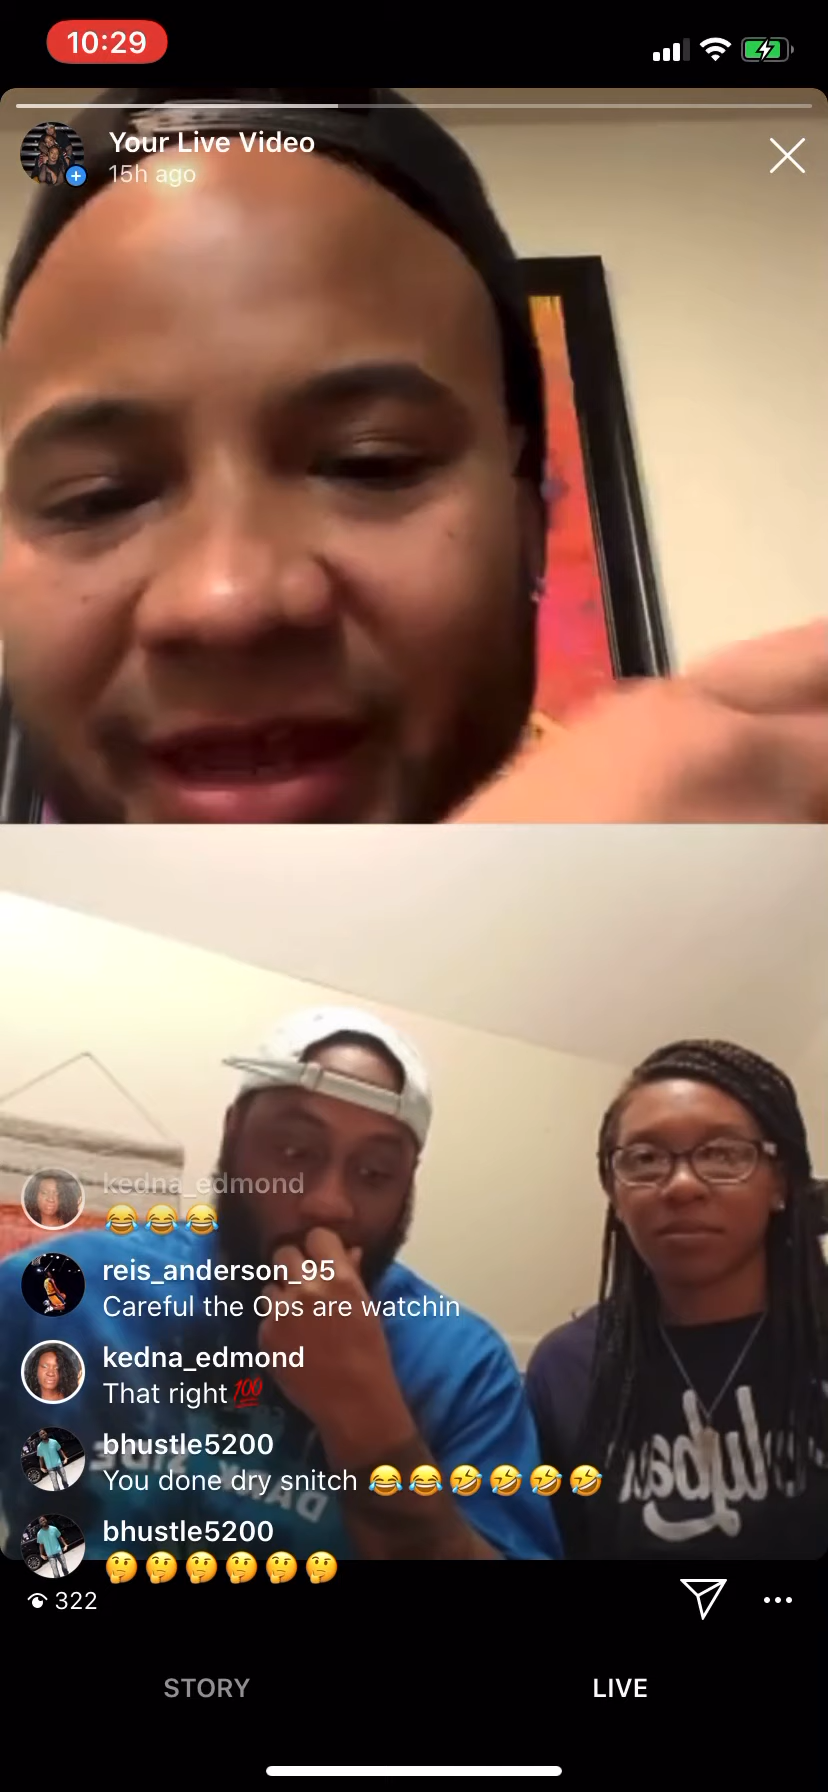 10:29
Your Live Video
15h ago
kedna_edmond
😂😂😂
reis_anderson_95
Careful the Ops are watchin
kedna_edmond
That right 💯
bhustle5200
You done dry snitch 😂😂🤣🤣🤣🤣
bhustle5200
🤔🤔🤔🤔🤔🤔
322
STORY
LIVE